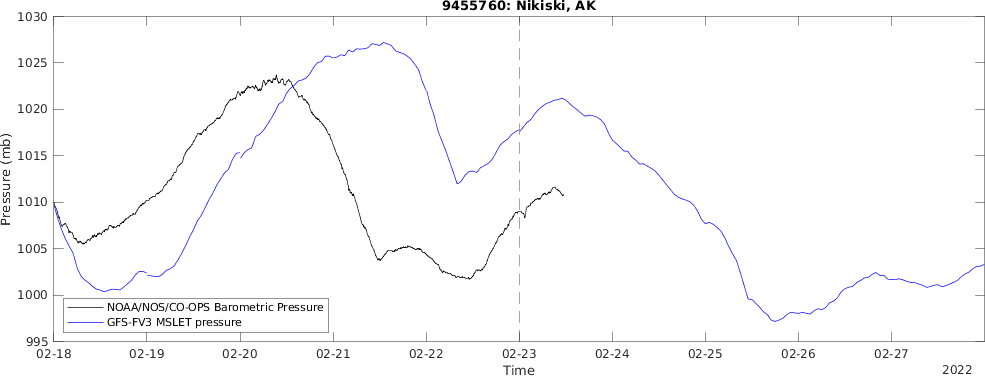 9455760: Nikiski, AK
Pressure (mb)
1030
1025
1020
1015
1010
1005
1000
995
NOAA/NOS/CO-OPS Barometric Pressure
GFS-FV3 MSLET pressure
02-18 02-19 02-20 02-21 02-22 02-23 02-24 02-25 02-26 02-27
Time
2022